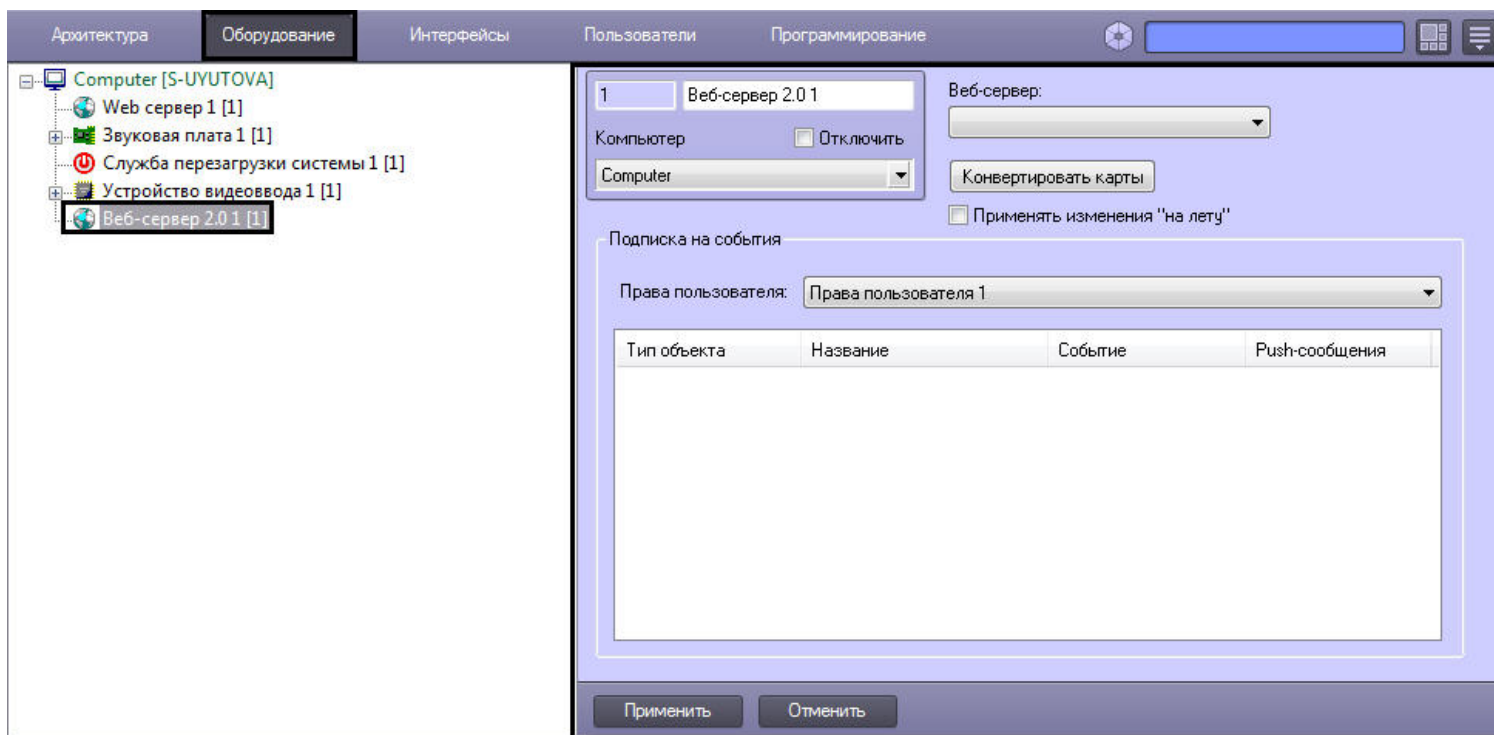 Архитектура Оборудование Интерфейсы Пользователи Программирование
Computer [S-UYUTOVA]
Web сервер 1 [1]
Звуковая плата 1 [1]
Служба перезагрузки системы 1 [1]
Устройство видеоввода 1 [1]
Веб-сервер 2.0 1 [1]
1 Веб-сервер 2.0 1
Компьютер Отключить
Computer
Веб-сервер:
Конвертировать карты
Применять изменения "на лету"
Подписка на события
Права пользователя: Права пользователя 1
Тип объекта Название Событие Push-сообщения
Применить Отменить